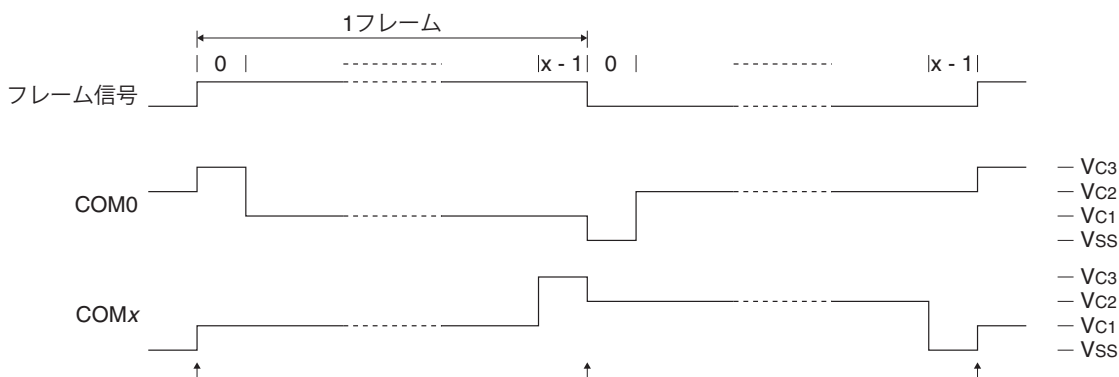 1フレーム
0 x - 1 0 x - 1
フレーム信号
COM0
VC3
VC2
VC1
VSS
COMx
VC3
VC2
VC1
VSS